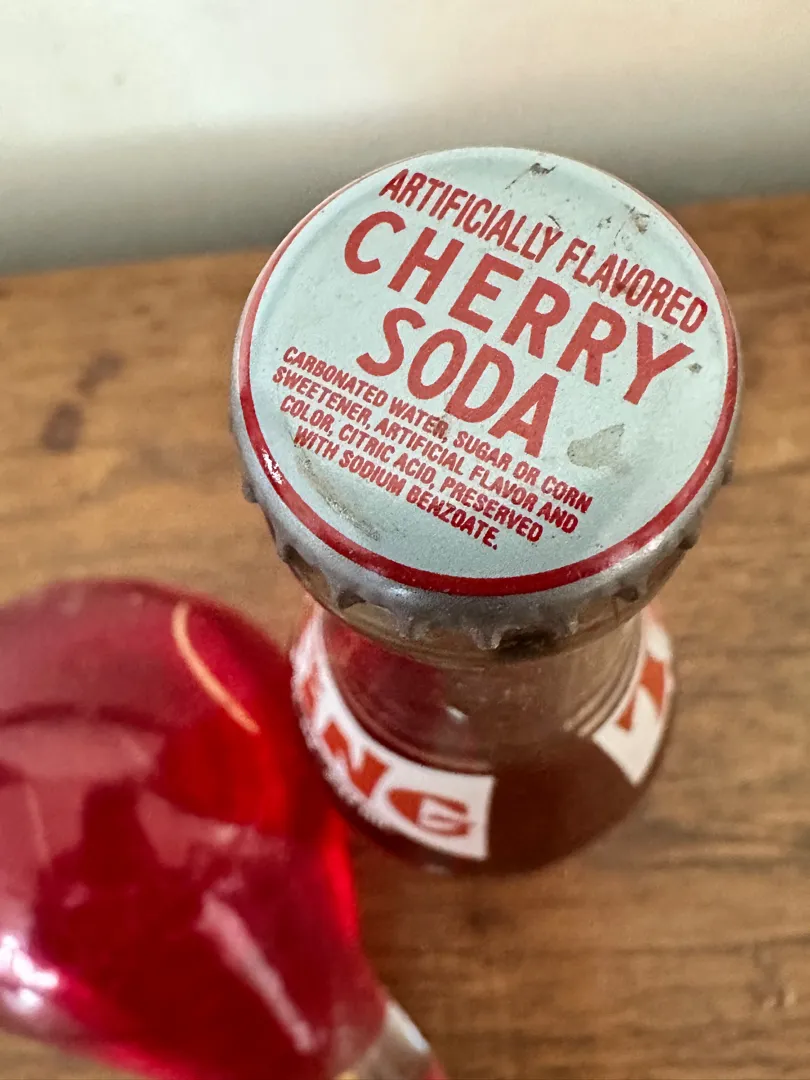 ARTIFICIALLY FLAVORED
CHERRY
SODA
CARBONATED WATER, SUGAR OR CORN
SWEETENER, ARTIFICIAL FLAVOR AND
COLOR, CITRIC ACID, PRESERVED
WITH SODIUM BENZOATE.
NG
Z